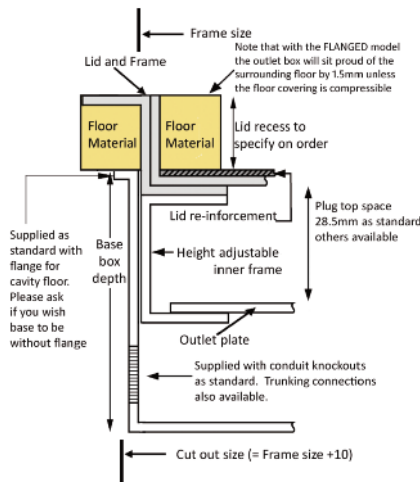 Frame size
Note that with the FLANGED model
the outlet box will sit proud of the
surrounding floor by 1.5mm unless
the floor covering is compressible
Lid and Frame
Floor
Material
Floor
Material
Lid recess to
specify on order
Lid re-inforcement
Plug top space
28.5mm as standard
others available
Supplied as
standard with
flange for
cavity floor.
Please ask
if you wish
base to be
without flange
Base
box
depth
Height adjustable
inner frame
Outlet plate
Supplied with conduit knockouts
as standard. Trunking connections
also available.
Cut out size (= Frame size +10)